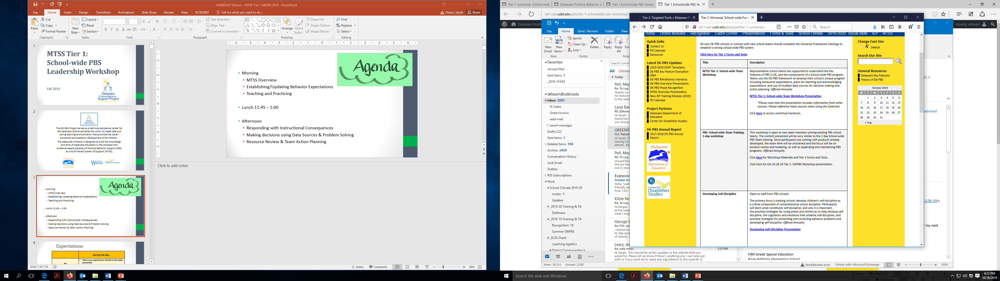 HANDOUT Version - MTSS Tier 1 SWPBS 2019 - PowerPoint
File Home Insert Design Transitions Animations Slide Show Review View ACROBAT Tell me what you want to do... Hearn, Sarah Share
Paste
Cut
Copy
Format Painter
Clipboard
New Slide
Layout
Reset
Section
Slides
Font
Text Direction
Align Text
Convert to SmartArt
Paragraph
Arrange
Quick Styles
Shape Fill
Shape Outline
Shape Effects
Drawing
Find
Replace
Select
Editing
1
MTSS Tier 1:
School-wide PBS
Leadership Workshop
Fall 2019
Delaware
Positive Behavior
Support Project
2
The DE-PBS Project serves as a technical assistance center for
the Delaware DOE to actualize the vision to create safe and
caring learning environments that promote the social -
emotional and academic development of all children.
The statewide initiative is designed to build the knowledge
and skills of Delaware educators in the concepts and
evidence-based practices of Positive Behavior Support (PBS)
as a Multi-tiered System of Support (MTSS).
3
Agenda
Morning
MTSS Overview
Establishing/Updating Behavior Expectations
Teaching and Practicing
Lunch 11:45 – 1:00
Afternoon
Responding with Instructional Consequences
Making decisions using Data Sources & Problem Solving
Resource Review & Team Action Planning
4
Expectations
During the day...
Share your experiences related to the topics
presented
Agenda
Morning
MTSS Overview
Establishing/Updating Behavior Expectations
Teaching and Practicing
Lunch 11:45 – 1:00
Afternoon
Responding with Instructional Consequences
Making decisions using Data Sources & Problem Solving
Resource Review & Team Action Planning
Click to add notes
Slide 3 of 176
Notes Comments 58%
Tier 1: Universal, School-wide
Delaware Positive Behavior S
Tier 1 Schoolwide PBS Works
Tier 1 Schoolwide PBS W
wh1.oet.udel.edu/pbs/tier-1-schoolwide-pbs-workshop-
Delaware Positiv
Howdy, skhearn
File Home Send / Receive Folder View
New Email
New Items
New
Ignore
Clean Up
Junk
Delete
Delete
Reply
Reply All
Favorites
Unread Mail
Sent Items 1
_2018-19 KFE
skhearn@udel.edu
Inbox 2093
IS Cadre
Order/Invoice
read-mail
saved-messages
Drafts [22]
Sent Items 1
Deleted Items 594
Archive 2459
Conversation History
Junk Email
Outbox
RSS Subscriptions
Work
School Climate 2019-20
Invites 1
Updates
_2019-20 Training & TA
DelAware
_2018-19 Training & TA
Recognition '19
Summer SWPBS
_SCSS Grant
coaching logistics
District Correspondence
Items: 39,314 Unread: 2,093
Search Curren
All Unread
Today
Pell, Meg
Re: TA Log
Thanks so
for tomorro
In the mean
Land Bar
RE: [Externa
Hi Sarah: I
tomorrow's
our strong
GREENFI
FW: Patrick
Hi Sarah, Th
leaving to t
attend. Kry
Pell, Meg
RE: TA Log
Would this
We are fina
out in more
Evanovic
October Sca
Hello, Scali
Friendly re
from 1:00 –
Kittie Re
Re: TA Log
Hi Megan,
at the samp
what I orig
George B
Re: FW: cal
I started rea
to stay awa
of report), I
Leary, Je
Re: web notes 3:25 PM
Hi Sarah, This should be all the updates to the website that you
asked for. Please let me know if there's anything else I can help out
with or if you want me to make any adjustments to the website
Tier 2: Targeted Tools « Delaware P
Tier 1: Universal, School-wide Fram
wh1.oet.udel.edu/pbs/pd/tier-1-universal-s
Search
Home Online Modules Recognition Cadre Corner Presentations Forms & Tools School Climate 2019-2020 Social Skills IEP MTSS
Quick Links
Contact Us
PD Calendar
Resources
Latest DE-PBS Updates
2019-2020 DDRT Templates
DE-PBS Key Feature Evaluation
Q&A
DE-PBS Mindfulness Handout
DE-PBS Overview Presentation
DE-PBS Phase Recognition
MTSS Overview Presentation
New IEP Training Module (2019)
PD Calendar
Project Partners
Delaware Department of
Education
Center for Disabilities Studies
DE-PBS Annual Report
2017-2018 DE-PBS Annual
Report
Delaware
Department of Education
Center for
Disabilities
Studies
All new DE-PBS schools or schools with new school teams should complete the Universal Framework trainings to
establish a strong school-wide PBS system.
Click Here for Tier 1 Forms and Tools
Title Description
MTSS Tier 1: School-wide Team
Workshop
Representative school teams are supported to understand the Key
Features of PBS in DE, and the components of a School-wide PBS program.
Teams use the DE-PBS framework to develop their school's unique program
including behavioral expectations, plans for teaching and acknowledging
expectations, and use of multiple data sources for decision making and
action planning. Offered Annually.
MTSS Tier 1: School-wide Team Workshop Presentation
*Please note that this presentation includes information from other
sources. Please reference these sources when using the materials
Click here to access workshop handouts.
PBS School-wide Team Training:
1-day workshop
This workshop is open to new team members joining existing PBS school
teams. The content presented will be very similar to the 2 day School-wide
PBS Team training. Since participants are coming with products already
developed, the team time will be shortened and the focus will be on
product review and tweaking, as well as expanding and maintaining PBS
programs. Offered Annually.
Click here for Workshop Materials and Tier 1 Forms and Tools.
Click here for the 10.29.19 Tier 1: SWPBS Workshop presentation.
Developing Self-Discipline
Open to staff from PBS schools.
The primary focus is helping schools develop children's self-discipline as
a critical component of comprehensive school discipline. Participants
will learn what constitutes self-discipline, and why it is important,
the practical strategies for using praise and reinforces to help develop self-
discipline, the cognitions and emotions that underlie self-discipline, and
practical strategies for preventing and correcting behavior problems and
developing self-discipline. Offered Annually.
Developing Self-Discipline Presentation
Change Font Size
Default
Search Our Site
General Resources
Delaware Key Features
History of DE-PBS
October 2019
M T W T F S S
1 2 3 4 5 6
7 8 9 10 11 12 13
14 15 16 17 18 19 20
21 22 23 24 25 26 27
28 29 30 31
« Aug
advised
2.DE.US>;
r my next
Fifth Grade Special Education
Send/Receive error Online with: Microsoft Exchange 100%
Search the web and Windows
4:31 PM
10/28/2019